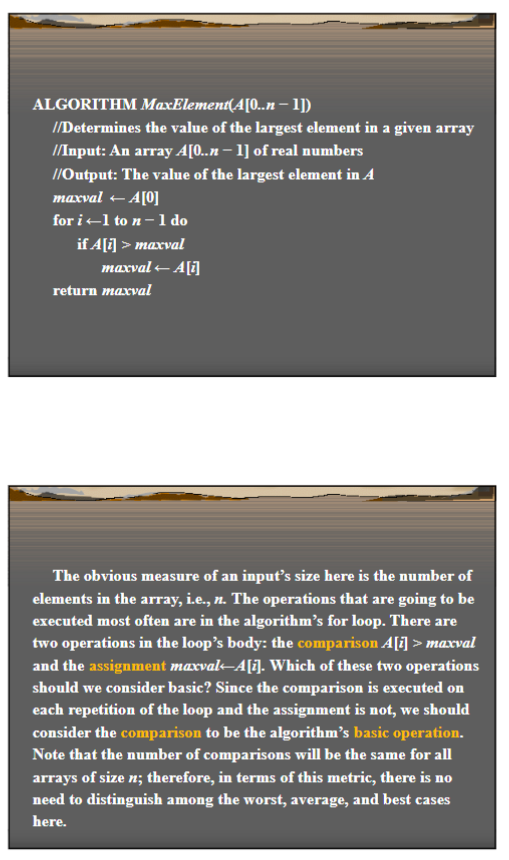 ALGORITHM MaxElement(A[0..n − 1])
//Determines the value of the largest element in a given array
//Input: An array A[0..n − 1] of real numbers
//Output: The value of the largest element in A
maxval ← A[0]
for i ←1 to n − 1 do
if A[i] > maxval
maxval ← A[i]
return maxval
The obvious measure of an input’s size here is the number of
elements in the array, i.e., n. The operations that are going to be
executed most often are in the algorithm’s for loop. There are
two operations in the loop’s body: the comparison A[i] > maxval
and the assignment maxval←A[i]. Which of these two operations
should we consider basic? Since the comparison is executed on
each repetition of the loop and the assignment is not, we should
consider the comparison to be the algorithm’s basic operation.
Note that the number of comparisons will be the same for all
arrays of size n; therefore, in terms of this metric, there is no
need to distinguish among the worst, average, and best cases
here.